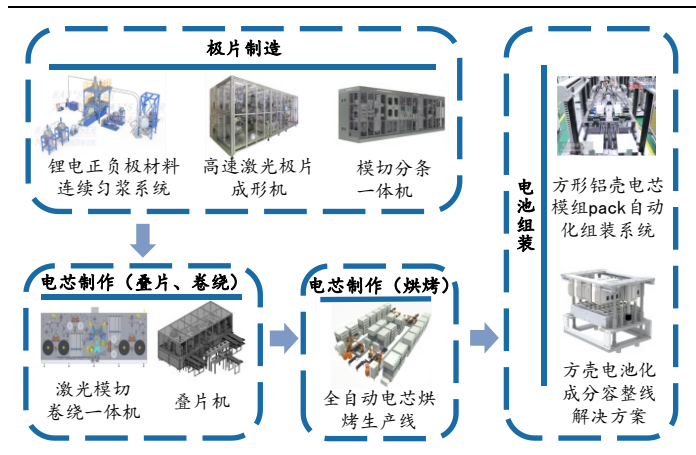 极片制造
锂电正负极材料
连续匀浆系统
高速激光极片
成形机
模切分条
一体机
电芯制作（叠片、卷绕）
激光模切
卷绕一体机
叠片机
电芯制作（烘烤）
全自动电芯烘
烤生产线
电池组装
方形铝壳电芯
模组pack自动
化组装系统
方壳电池化
成分容整线
解决方案